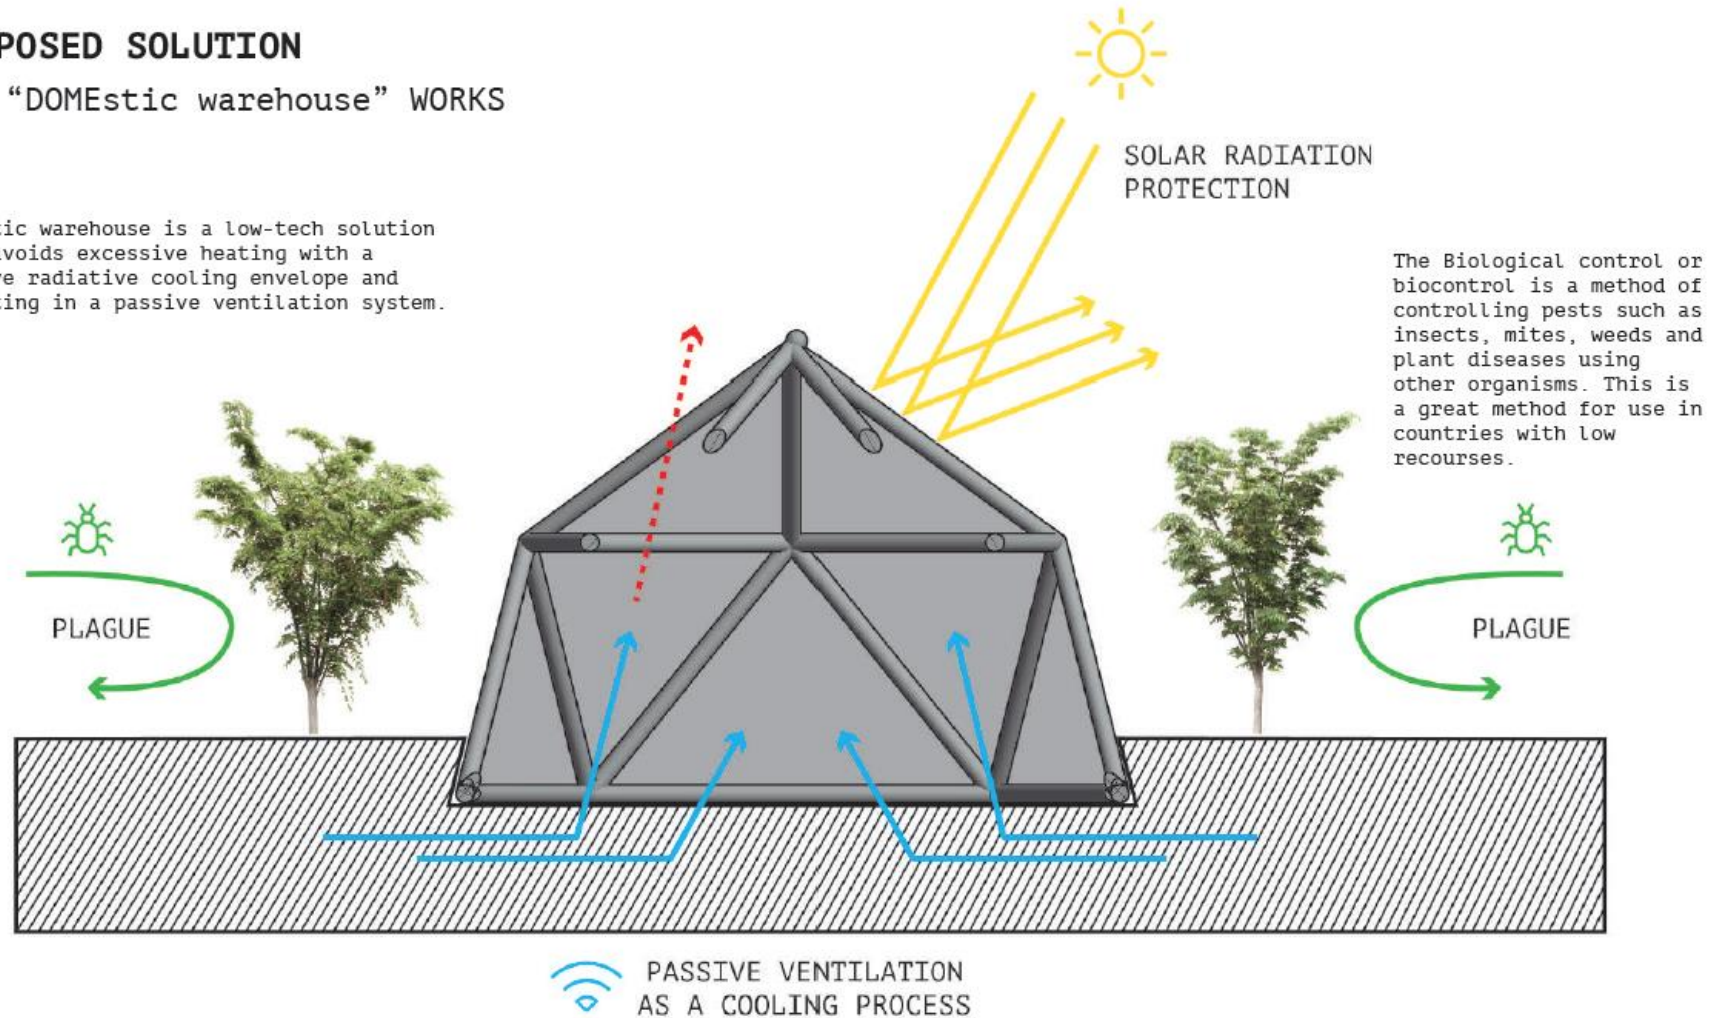 POSED SOLUTION
“DOMEstic warehouse” WORKS
SOLAR RADIATION
PROTECTION
tic warehouse is a low-tech solution
voids excessive heating with a
e radiative cooling envelope and
ting in a passive ventilation system.
The Biological control or
biocontrol is a method of
controlling pests such as
insects, mites, weeds and
plant diseases using
other organisms. This is
a great method for use in
countries with low
recourses.
PLAGUE
PLAGUE
PASSIVE VENTILATION
AS A COOLING PROCESS